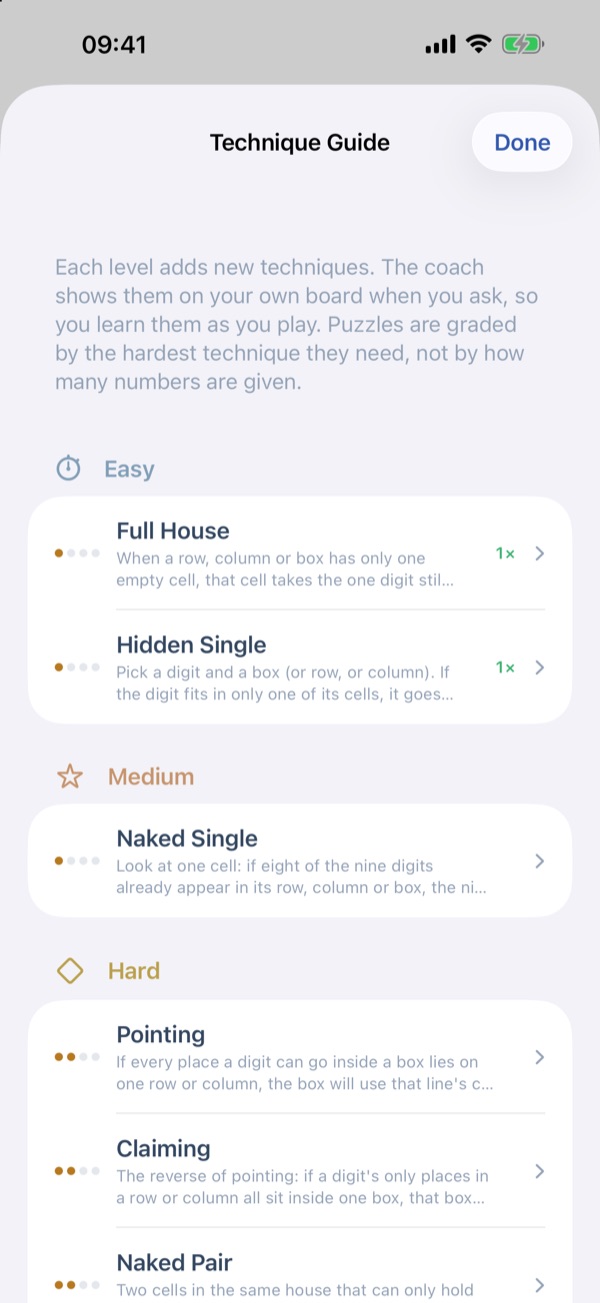 09:41
Technique Guide
Done
Each level adds new techniques. The coach
shows them on your own board when you ask, so
you learn them as you play. Puzzles are graded
by the hardest technique they need, not by how
many numbers are given.
Easy
Full House
When a row, column or box has only one
empty cell, that cell takes the one digit stil...
1×
Hidden Single
Pick a digit and a box (or row, or column). If
the digit fits in only one of its cells, it goes...
1×
Medium
Naked Single
Look at one cell: if eight of the nine digits
already appear in its row, column or box, the ni...
Hard
Pointing
If every place a digit can go inside a box lies on
one row or column, the box will use that line's c...
Claiming
The reverse of pointing: if a digit's only places in
a row or column all sit inside one box, that box...
Naked Pair
Two cells in the same house that can only hold